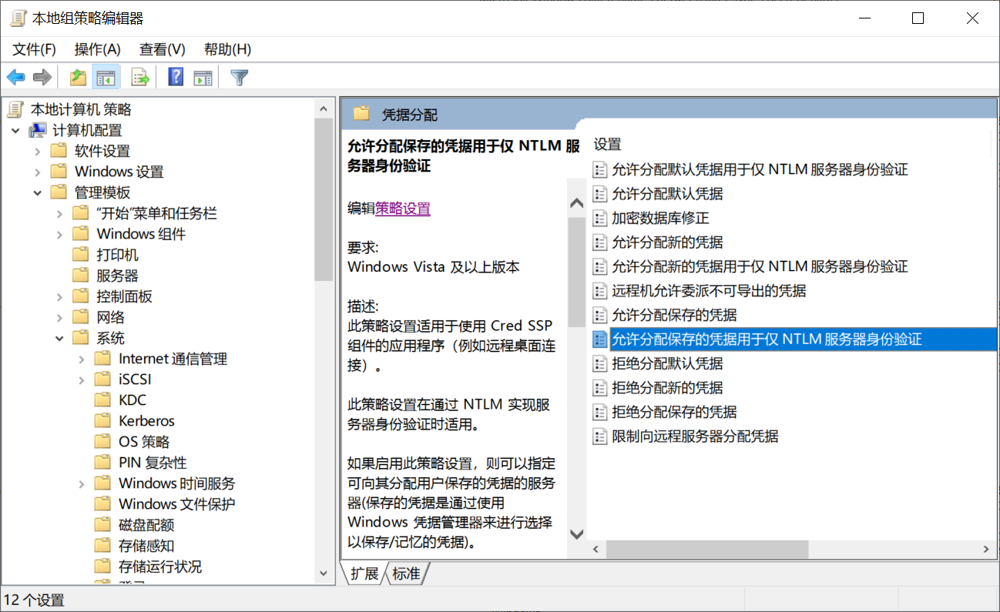 本地组策略编辑器
文件(F) 操作(A) 查看(V) 帮助(H)
本地计算机 策略
计算机配置
软件设置
Windows 设置
管理模板
“开始”菜单和任务栏
Windows 组件
打印机
服务器
控制面板
网络
系统
Internet 通信管理
iSCSI
KDC
Kerberos
OS 策略
PIN 复杂性
Windows 时间服务
Windows 文件保护
磁盘配额
存储感知
存储运行状况
凭据分配
允许分配保存的凭据用于仅 NTLM 服
务器身份验证
编辑策略设置
要求:
Windows Vista 及以上版本
描述:
此策略设置适用于使用 Cred SSP
组件的应用程序（例如远程桌面连
接）。
此策略设置在通过 NTLM 实现服
务器身份验证时适用。
如果启用此策略设置，则可以指定
可向其分配用户保存的凭据的服务
器(保存的凭据是通过使用
Windows 凭据管理器来进行选择
以保存/记忆的凭据)。
设置
允许分配默认凭据用于仅 NTLM 服务器身份验证
允许分配默认凭据
加密数据库修正
允许分配新的凭据
允许分配新的凭据用于仅 NTLM 服务器身份验证
远程机允许委派不可导出的凭据
允许分配保存的凭据
允许分配保存的凭据用于仅 NTLM 服务器身份验证
拒绝分配默认凭据
拒绝分配新的凭据
拒绝分配保存的凭据
限制向远程服务器分配凭据
扩展 标准
12 个设置